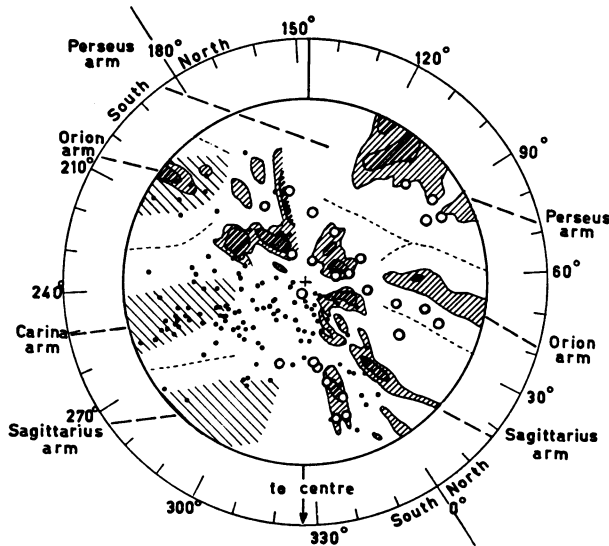 150°
Perseus
arm
180°
South North
120°
Orion
arm
210°
90°
Perseus
arm
60°
240°
Carina
arm
Orion
arm
30°
270°
Sagittarius
arm
Sagittarius
arm
to centre
South North
300°
330°
0°